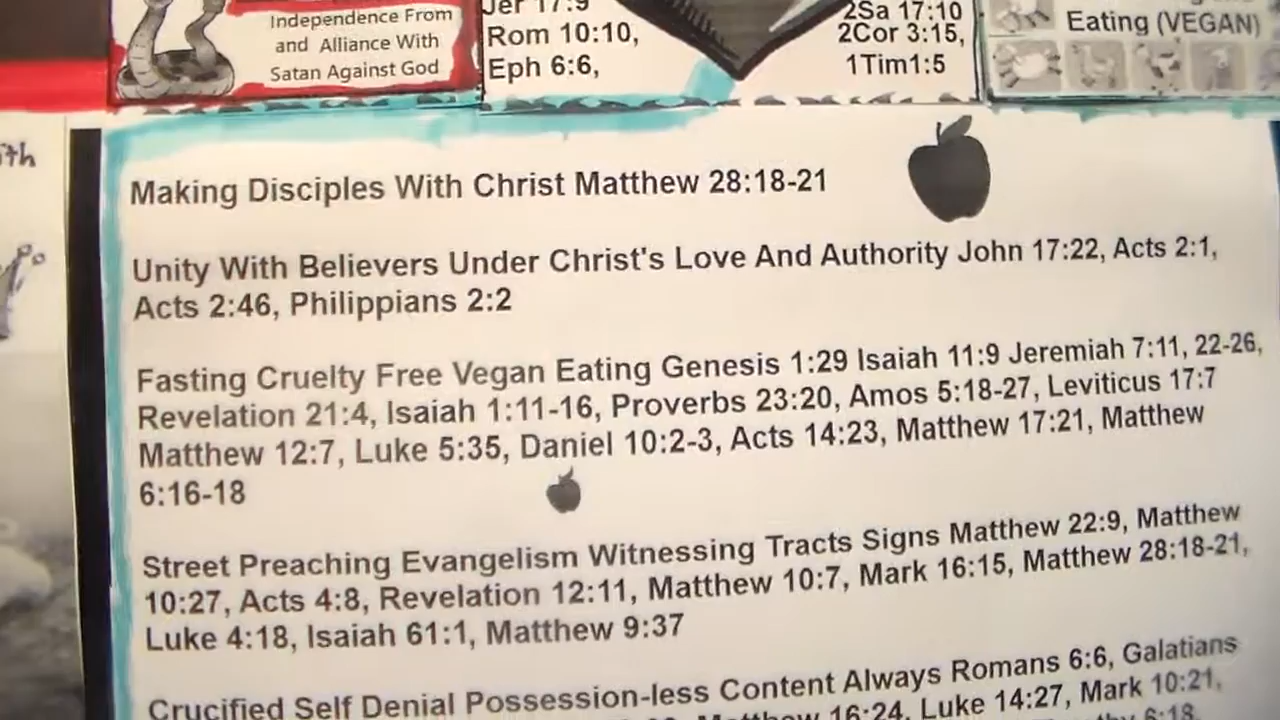 Independence From
and Alliance With
Satan Against God
Jer 17:9
Rom 10:10,
Eph 6:6,
2Sa 17:10
2Cor 3:15,
1Tim1:5
Eating (VEGAN)
ith
Making Disciples With Christ Matthew 28:18-21
Unity With Believers Under Christ's Love And Authority John 17:22, Acts 2:1,
Acts 2:46, Philippians 2:2
Fasting Cruelty Free Vegan Eating Genesis 1:29 Isaiah 11:9 Jeremiah 7:11, 22-26,
Revelation 21:4, Isaiah 1:11-16, Proverbs 23:20, Amos 5:18-27, Leviticus 17:7
Matthew 12:7, Luke 5:35, Daniel 10:2-3, Acts 14:23, Matthew 17:21, Matthew
6:16-18
Street Preaching Evangelism Witnessing Tracts Signs Matthew 22:9, Matthew
10:27, Acts 4:8, Revelation 12:11, Matthew 10:7, Mark 16:15, Matthew 28:18-21,
Luke 4:18, Isaiah 61:1, Matthew 9:37
Crucified Self Denial Possession-less Content Always Romans 6:6, Galatians
Matthew 16:24, Luke 14:27, Mark 10:21,
6:18